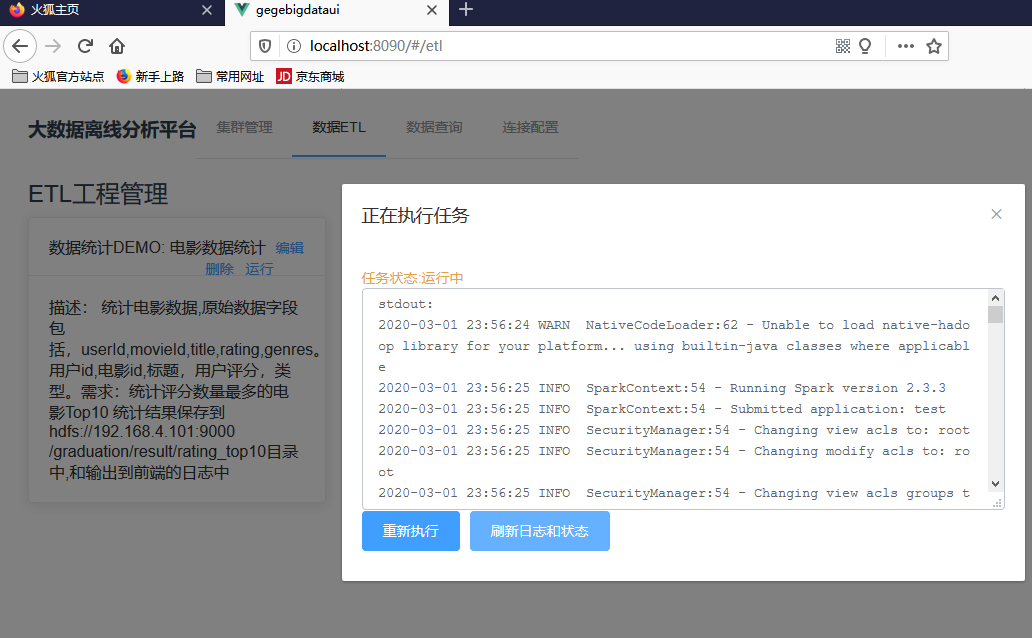 火狐主页
gegebigdataui
localhost:8090/#/etl
火狐官方站点 新手上路 常用网址 JD 京东商城
大数据离线分析平台 集群管理 数据ETL 数据查询 连接配置
ETL工程管理
数据统计DEMO: 电影数据统计 编辑
删除 运行
描述： 统计电影数据,原始数据字段
包
括，userId,movieId,title,rating,genres。
用户id,电影id,标题，用户评分，类
型。需求：统计评分数量最多的电
影Top10 统计结果保存到
hdfs://192.168.4.101:9000
/graduation/result/rating_top10目录
中,和输出到前端的日志中
正在执行任务
任务状态:运行中
stdout:
2020-03-01 23:56:24 WARN  NativeCodeLoader:62 - Unable to load native-hado
op library for your platform... using builtin-java classes where applicabl
e
2020-03-01 23:56:25 INFO  SparkContext:54 - Running Spark version 2.3.3
2020-03-01 23:56:25 INFO  SparkContext:54 - Submitted application: test
2020-03-01 23:56:25 INFO  SecurityManager:54 - Changing view acls to: root
2020-03-01 23:56:25 INFO  SecurityManager:54 - Changing modify acls to: ro
ot
2020-03-01 23:56:25 INFO  SecurityManager:54 - Changing view acls groups t
重新执行 刷新日志和状态